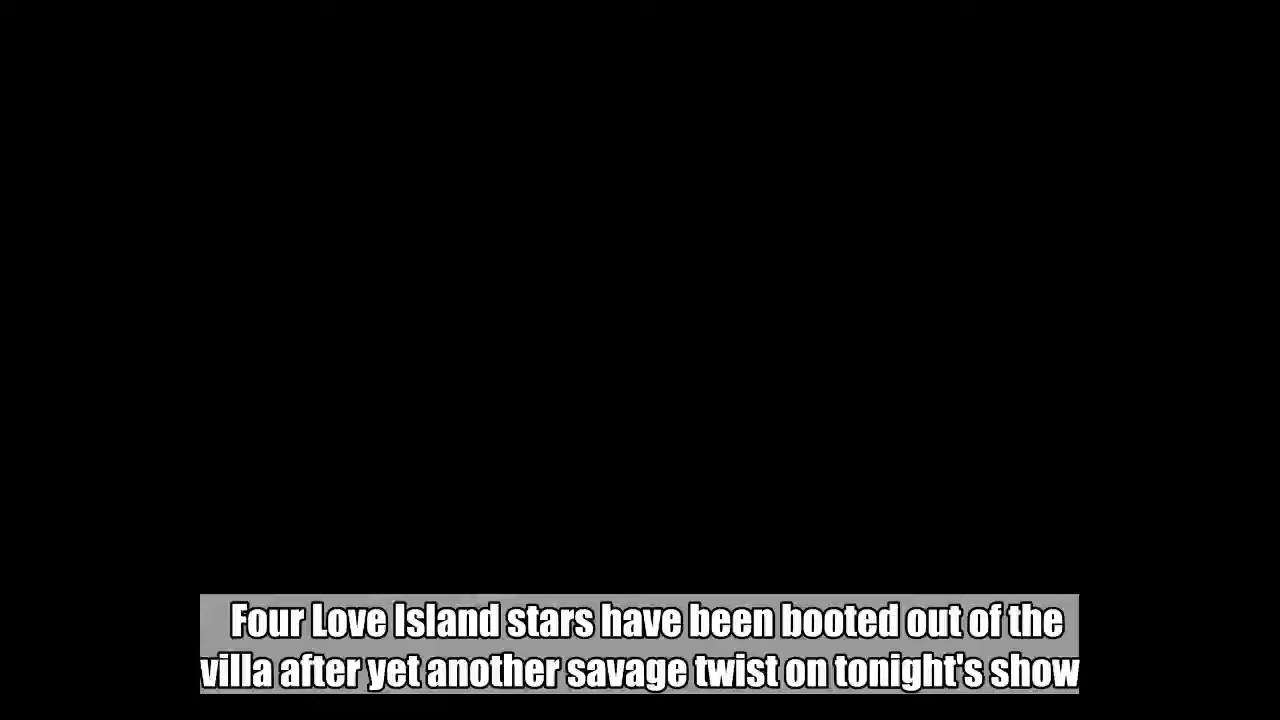 Four Love Island stars have been booted out of the
villa after yet another savage twist on tonight's show